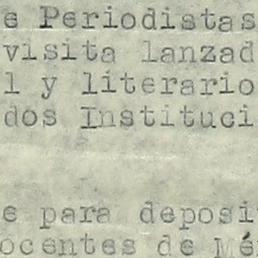 e Periodistas
visita lanzad
l y literario
dos Instituci
e para deposi
ocentes de Mé